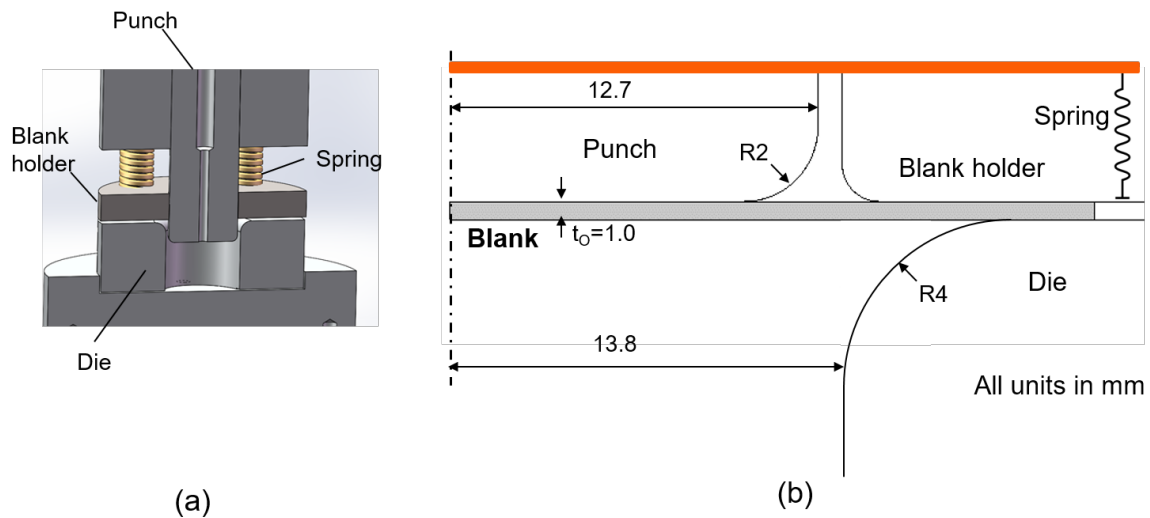 Punch
Blank
holder
Spring
Die
(a)
12.7
Punch
R2
Blank holder
Spring
Blank
tO=1.0
R4
Die
13.8
All units in mm
(b)